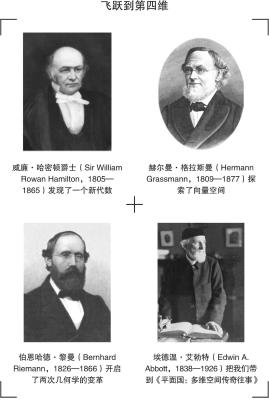 飞跃到第四维
威廉·哈密顿爵士（Sir William
Rowan Hamilton，1805—
1865）发现了一个新代数
赫尔曼·格拉斯曼（Hermann
Grassmann，1809—1877）探
索了向量空间
伯恩哈德·黎曼（Bernhard
Riemann，1826—1866）开启
了两次几何学的变革
埃德温·艾勃特（Edwin A.
Abbott，1838—1926）把我们带
到《平面国：多维空间传奇往事》